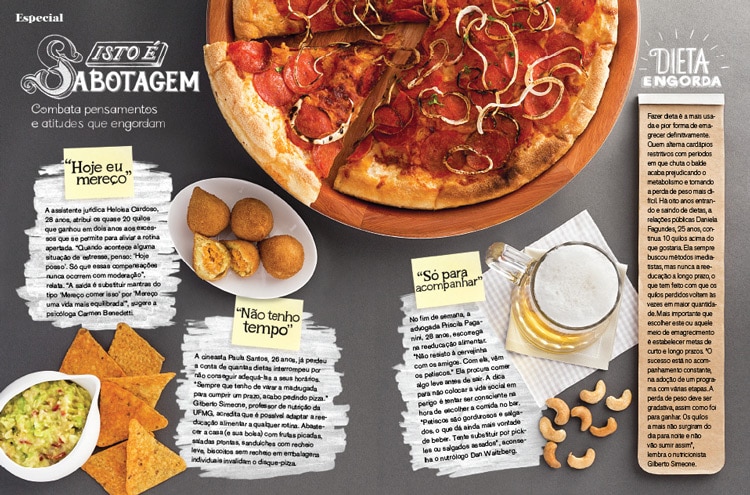 Especial
ISTO É
SABOTAGEM
Combata pensamentos
e atitudes que engordam
"Hoje eu
mereço"
A assistente jurídica Heloísa Cardoso,
28 anos, atribui os quase 20 quilos
que ganhou em dois anos aos exces-
sos que se permite para aliviar a rotina
apertada. "Quando acontece alguma
situação de estresse, penso: 'Hoje
posso'. Só que essas compensações
nunca ocorrem com moderação",
relata. "A saída é substituir mantras do
tipo 'Mereço comer isso' por 'Mereço
uma vida mais equilibrada'", sugere a
psicóloga Carmen Benedetti.
"Não tenho
tempo"
A cineasta Paula Santos, 26 anos, já perdeu
a conta de quantas dietas interrompeu por
não conseguir adequá-las a seus horários.
"Sempre que tenho de varar a madrugada
para cumprir um prazo, acabo pedindo pizza."
Gilberto Simeone, professor de nutrição da
UFMG, acredita que é possível adaptar a ree-
ducação alimentar a qualquer rotina. Abaste-
cer a casa (e sua bolsa) com frutas picadas,
saladas prontas, sanduíches com recheio
leve, biscoitos sem recheio em embalagens
individuais invalidam o disque-pizza.
"Só para
acompanhar"
No fim de semana, a
advogada Priscila Paga-
nini, 28 anos, escorrega
na reeducação alimentar.
"Não resisto à cervejinha
com os amigos. Com ela, vêm
os petiscos." Ela procura comer
algo leve antes de sair. A dica
para não colocar a vida social em
perigo é tentar ser consciente na
hora de escolher a comida no bar.
"Petiscos são gordurosos e salga-
dos, o que dá ainda mais vontade
de beber. Tente substituir por pick-
les ou salgados assados", aconse-
lha o nutrólogo Dan Waitzberg.
DIETA
ENGORDA
Fazer dieta é a mais usa-
da e pior forma de ema-
grecer definitivamente.
Quem alterna cardápios
restritivos com períodos
em que chuta o balde
acaba prejudicando o
metabolismo e tornando
a perda de peso mais di-
fícil. Há oito anos entran-
do e saindo de dietas, a
relações públicas Daniela
Fagundes, 25 anos, conti-
nua 10 quilos acima do que
gostaria. Ela sempre
buscou métodos imedia-
tistas, mas nunca a ree-
ducação a longo prazo, o
que tem feito com que os
quilos perdidos voltem às
vezes em maior quantida-
de. Mais importante que
escolher este ou aquele
meio de emagrecimento
é estabelecer metas de
curto e longo prazos. "O
sucesso está no acom-
panhamento constante,
na adoção de um progra-
ma com várias etapas. A
perda de peso deve ser
gradativa, assim como foi
para ganhar. Os quilos
a mais não surgiram do
dia para noite e não
vão sumir assim",
lembra o nutricionista
Gilberto Simeone.